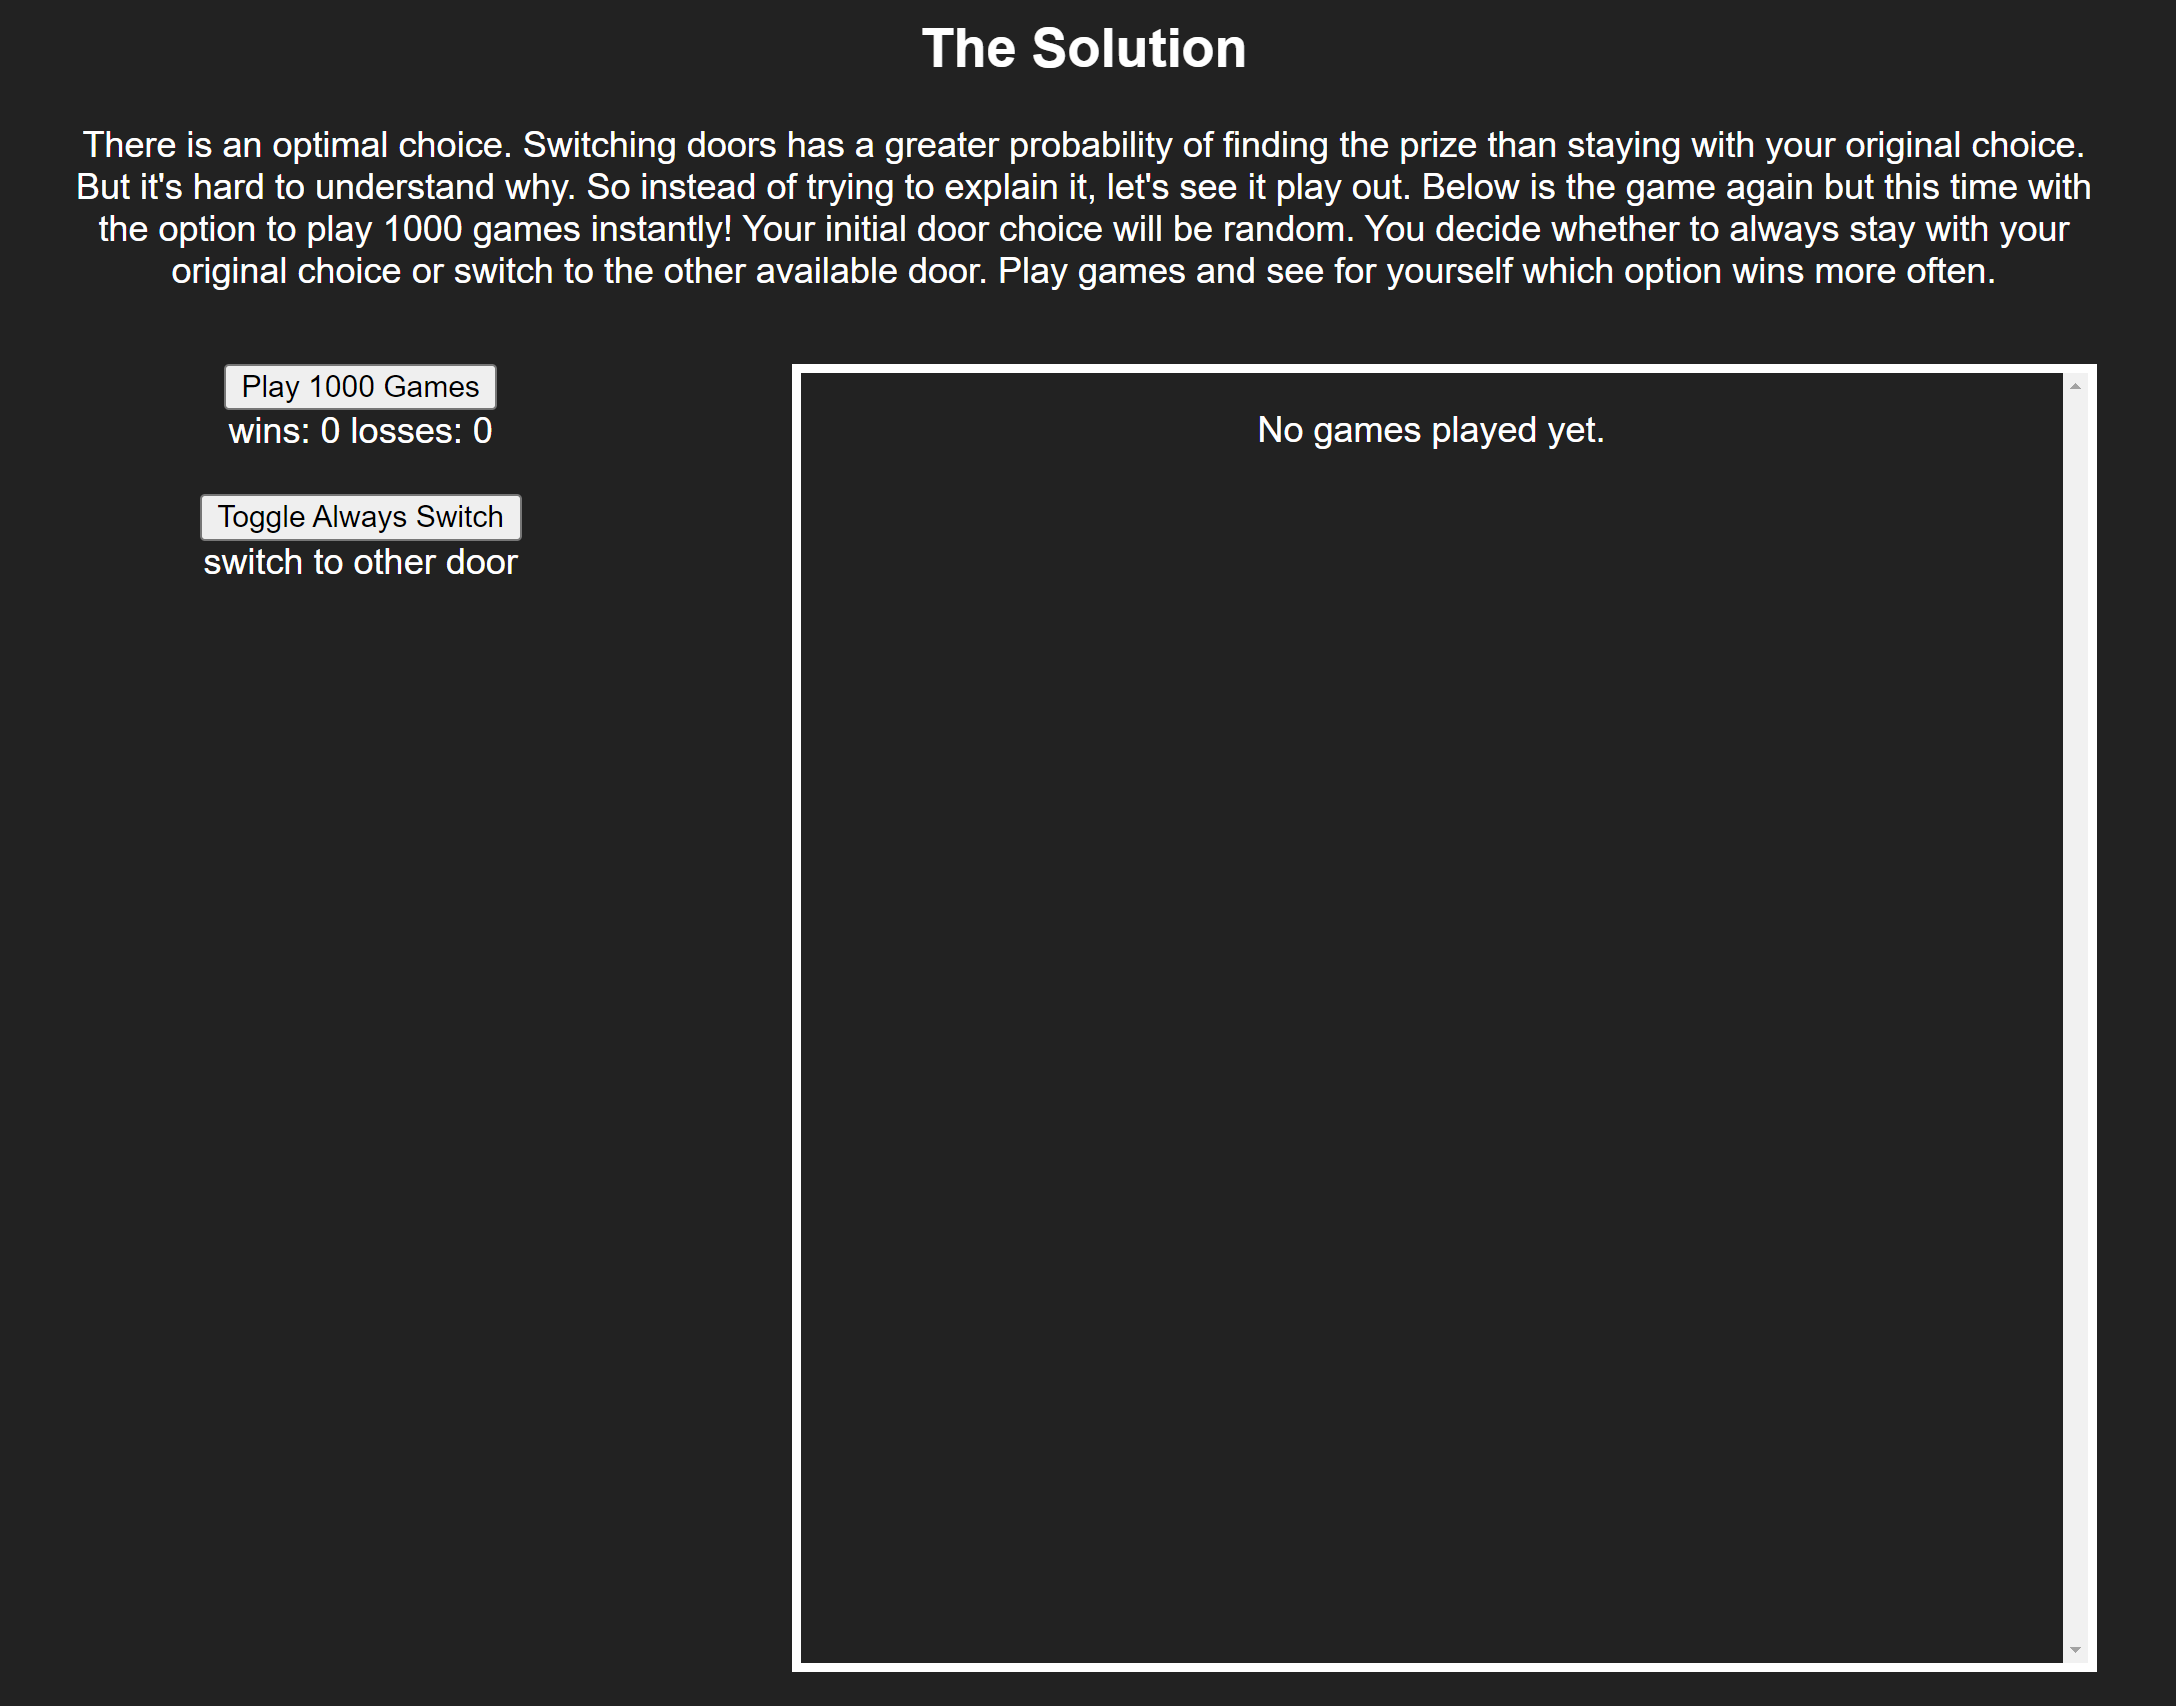 The Solution
There is an optimal choice. Switching doors has a greater probability of finding the prize than staying with your original choice.
But it's hard to understand why. So instead of trying to explain it, let's see it play out. Below is the game again but this time with
the option to play 1000 games instantly! Your initial door choice will be random. You decide whether to always stay with your
original choice or switch to the other available door. Play games and see for yourself which option wins more often.
Play 1000 Games
wins: 0 losses: 0
Toggle Always Switch
switch to other door
No games played yet.